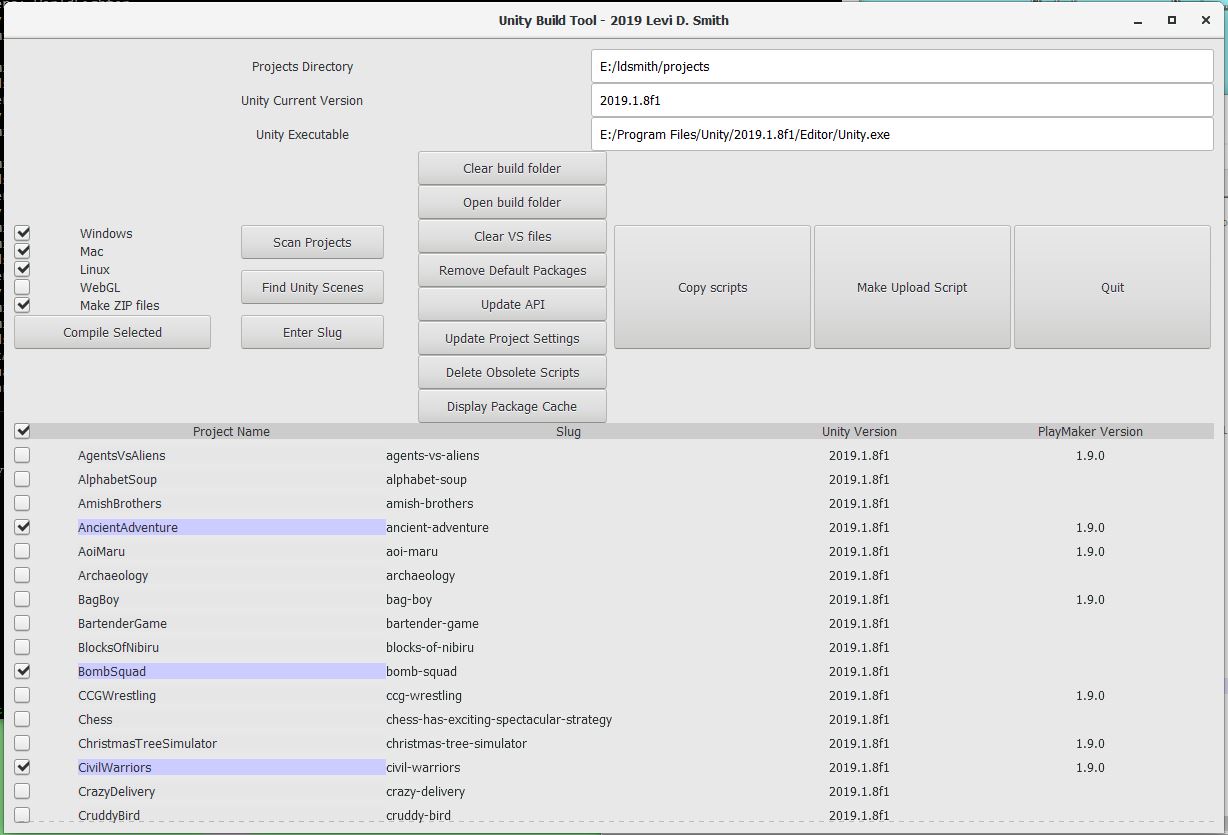 Unity Build Tool - 2019 Levi D. Smith
Projects Directory E:/ldsmith/projects
Unity Current Version 2019.1.8f1
Unity Executable E:/Program Files/Unity/2019.1.8f1/Editor/Unity.exe
Clear build folder
Open build folder
Clear VS files
Remove Default Packages
Update API
Update Project Settings
Delete Obsolete Scripts
Display Package Cache
Windows
Mac
Linux
WebGL
Make ZIP files
Compile Selected
Scan Projects
Find Unity Scenes
Enter Slug
Copy scripts
Make Upload Script
Quit
Project Name Slug Unity Version PlayMaker Version
AgentsVsAliens agents-vs-aliens 2019.1.8f1 1.9.0
AlphabetSoup alphabet-soup 2019.1.8f1
AmishBrothers amish-brothers 2019.1.8f1
AncientAdventure ancient-adventure 2019.1.8f1 1.9.0
AoiMaru aoi-maru 2019.1.8f1 1.9.0
Archaeology archaeology 2019.1.8f1
BagBoy bag-boy 2019.1.8f1 1.9.0
BartenderGame bartender-game 2019.1.8f1
BlocksOfNibiru blocks-of-nibiru 2019.1.8f1
BombSquad bomb-squad 2019.1.8f1
CCGWrestling ccg-wrestling 2019.1.8f1 1.9.0
Chess chess-has-exciting-spectacular-strategy 2019.1.8f1
ChristmasTreeSimulator christmas-tree-simulator 2019.1.8f1 1.9.0
CivilWarriors civil-warriors 2019.1.8f1 1.9.0
CrazyDelivery crazy-delivery 2019.1.8f1
CruddyBird cruddy-bird 2019.1.8f1